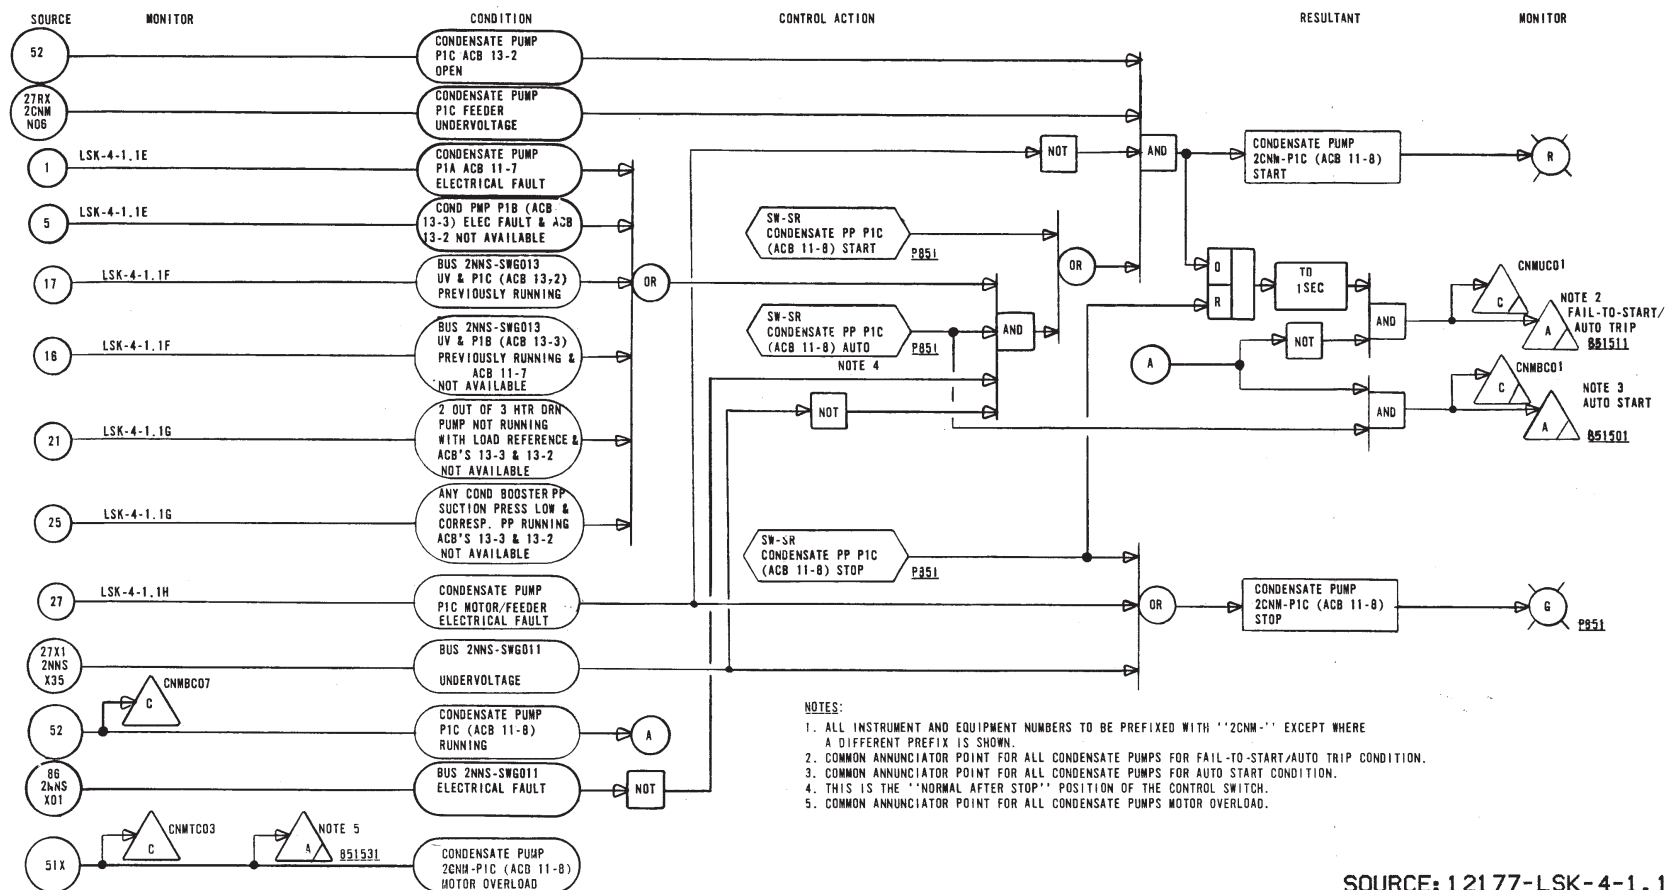 SOURCE MONITOR CONDITION CONTROL ACTION RESULTANT MONITOR
52
CONDENSATE PUMP
P1C ACB 13-2
OPEN
27RX
2CNM
N06
CONDENSATE PUMP
P1C FEEDER
UNDERVOLTAGE
1
LSK-4-1.1E
CONDENSATE PUMP
P1A ACB 11-7
ELECTRICAL FAULT
5
LSK-4-1.1E
COND PMP P1B (ACB
13-3) ELEC FAULT & ACB
13-2 NOT AVAILABLE
17
LSK-4-1.1F
BUS 2NNS-SWG013
UV & P1C (ACB 13-2)
PREVIOUSLY RUNNING
16
LSK-4-1.1F
BUS 2NNS-SWG013
UV & P1B (ACB 13-3)
PREVIOUSLY RUNNING &
ACB 11-7
NOT AVAILABLE
21
LSK-4-1.1G
2 OUT OF 3 HTR DRN
PUMP NOT RUNNING
WITH LOAD REFERENCE &
ACB'S 13-3 & 13-2
NOT AVAILABLE
25
LSK-4-1.1G
ANY COND BOOSTER PP
SUCTION PRESS LOW &
CORRESP. PP RUNNING
ACB'S 13-3 & 13-2
NOT AVAILABLE
27
LSK-4-1.1H
CONDENSATE PUMP
P1C MOTOR/FEEDER
ELECTRICAL FAULT
27X1
2NNS
X35
BUS 2NNS-SWG011
UNDERVOLTAGE
C
CNMBC07
52
CONDENSATE PUMP
P1C (ACB 11-8)
RUNNING
A
86
2NNS
X01
BUS 2NNS-SWG011
ELECTRICAL FAULT
NOT
51X
C
CNMTC03
A
NOTE 5
851531
CONDENSATE PUMP
2CNM-P1C (ACB 11-8)
MOTOR OVERLOAD
OR
SW-SR
CONDENSATE PP P1C
(ACB 11-8) START
P851
SW-SR
CONDENSATE PP P1C
(ACB 11-8) AUTO
P851
NOTE 4
NOT
AND
OR
NOT
AND
SW-SR
CONDENSATE PP P1C
(ACB 11-8) STOP
P851
OR
CONDENSATE PUMP
2CNM-P1C (ACB 11-8)
START
R
O
R
TD
1SEC
NOT
A
AND
AND
C
CNMUC01
A
NOTE 2
FAIL-TO-START/
AUTO TRIP
851511
C
CNMBC01
A
NOTE 3
AUTO START
851501
CONDENSATE PUMP
2CNM-P1C (ACB 11-8)
STOP
G
P851
NOTES:
1. ALL INSTRUMENT AND EQUIPMENT NUMBERS TO BE PREFIXED WITH ''2CNM-'' EXCEPT WHERE
A DIFFERENT PREFIX IS SHOWN.
2. COMMON ANNUNCIATOR POINT FOR ALL CONDENSATE PUMPS FOR FAIL-TO-START/AUTO TRIP CONDITION.
3. COMMON ANNUNCIATOR POINT FOR ALL CONDENSATE PUMPS FOR AUTO START CONDITION.
4. THIS IS THE ''NORMAL AFTER STOP'' POSITION OF THE CONTROL SWITCH.
5. COMMON ANNUNCIATOR POINT FOR ALL CONDENSATE PUMPS MOTOR OVERLOAD.
SOURCE: 12177-LSK-4-1.1